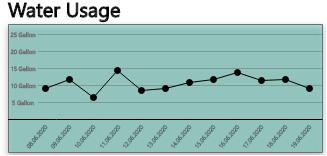 Water Usage
25 Gallon
20 Gallon
15 Gallon
10 Gallon
5 Gallon
08.06.2020
09.06.2020
10.06.2020
11.06.2020
12.06.2020
13.06.2020
14.06.2020
15.06.2020
16.06.2020
17.06.2020
18.06.2020
19.06.2020